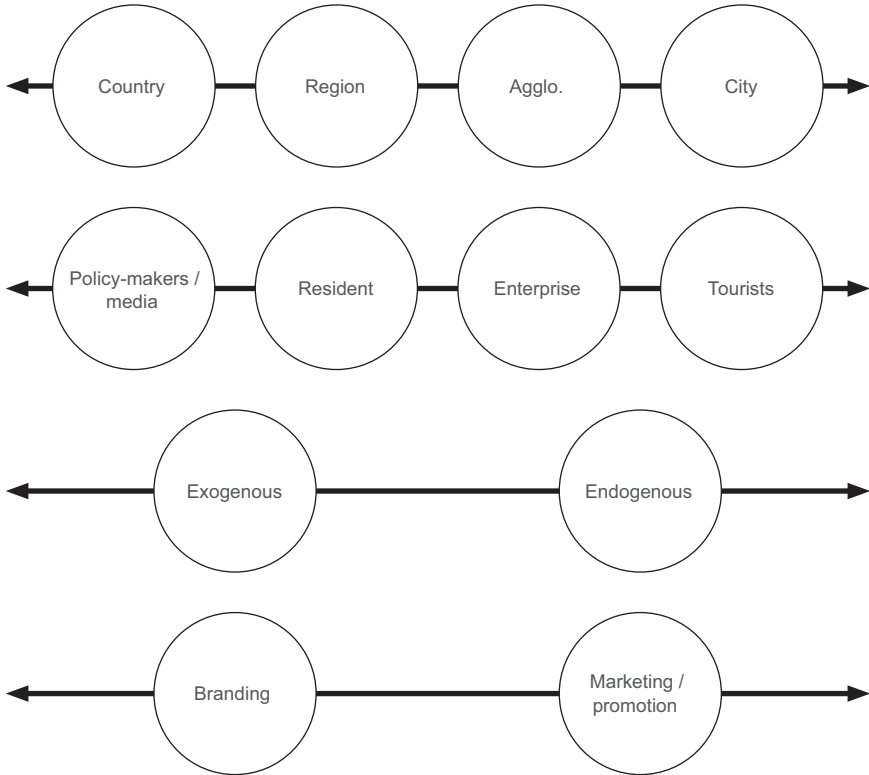 Country
Region
Agglo.
City
Policy-makers /
media
Resident
Enterprise
Tourists
Exogenous
Endogenous
Branding
Marketing /
promotion